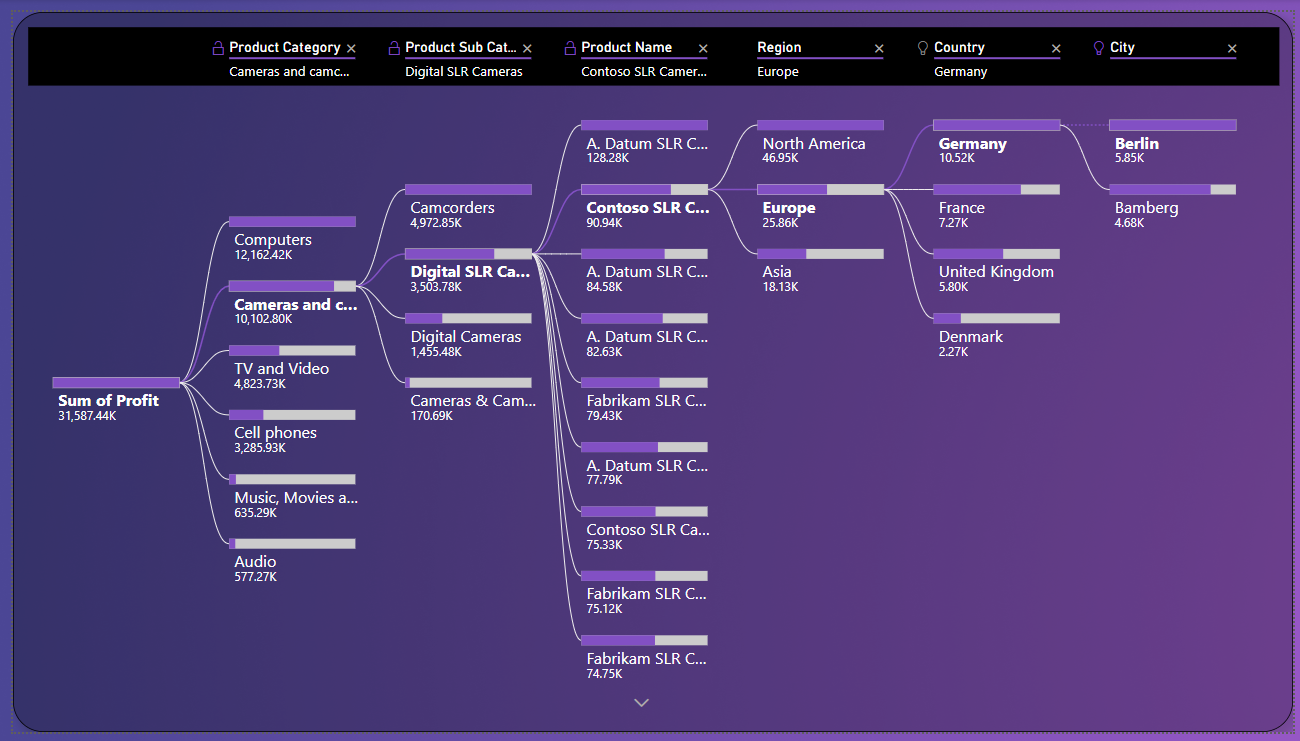 Product Category
Cameras and camc...
Product Sub Cat...
Digital SLR Cameras
Product Name
Contoso SLR Camer...
Region
Europe
Country
Germany
City
Sum of Profit
31,587.44K
Computers
12,162.42K
Cameras and c...
10,102.80K
TV and Video
4,823.73K
Cell phones
3,285.93K
Music, Movies a...
635.29K
Audio
577.27K
Camcorders
4,972.85K
Digital SLR Ca...
3,503.78K
Digital Cameras
1,455.48K
Cameras & Cam...
170.69K
A. Datum SLR C...
128.28K
Contoso SLR C...
90.94K
A. Datum SLR C...
84.58K
A. Datum SLR C...
82.63K
Fabrikam SLR C...
79.43K
A. Datum SLR C...
77.79K
Contoso SLR Ca...
75.33K
Fabrikam SLR C...
75.12K
Fabrikam SLR C...
74.75K
North America
46.95K
Europe
25.86K
Asia
18.13K
Germany
10.52K
France
7.27K
United Kingdom
5.80K
Denmark
2.27K
Berlin
5.85K
Bamberg
4.68K